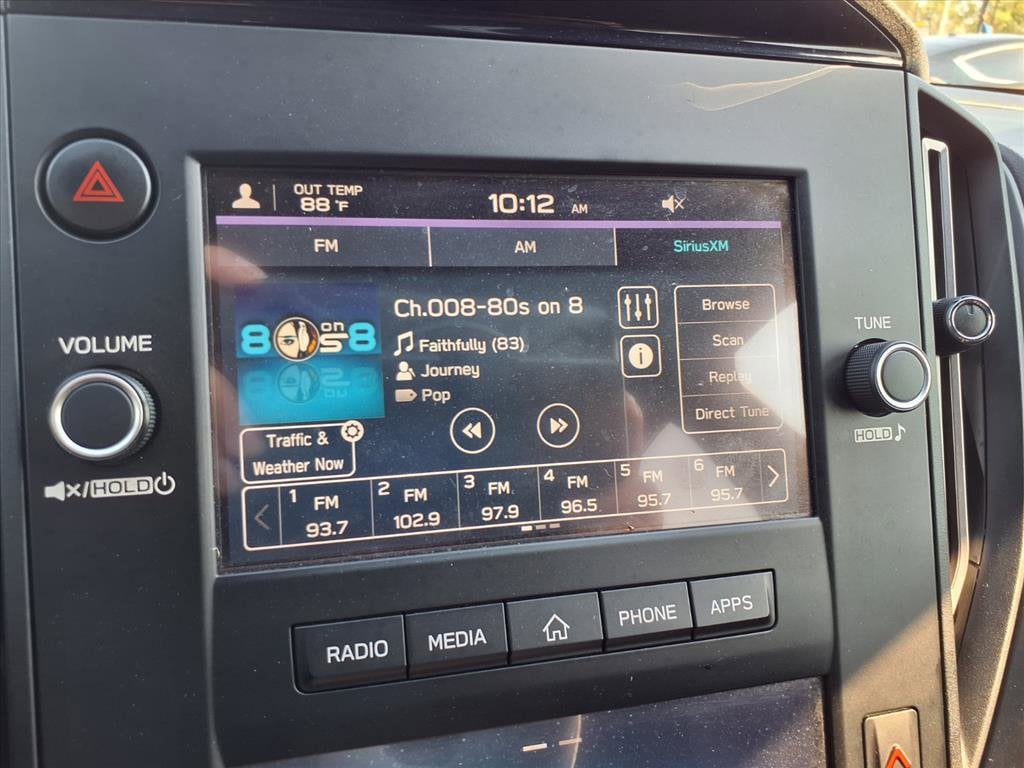 OUT TEMP
88 °F
10:12 AM
FM
AM
SiriusXM
8 on 8
80s
Ch.008-80s on 8
Faithfully (83)
Journey
Pop
Browse
Scan
Replay
Direct Tune
Traffic &
Weather Now
1 FM 93.7
2 FM 102.9
3 FM 97.9
4 FM 96.5
5 FM 95.7
6 FM 95.7
VOLUME
/HOLD
TUNE
HOLD
RADIO
MEDIA
PHONE
APPS